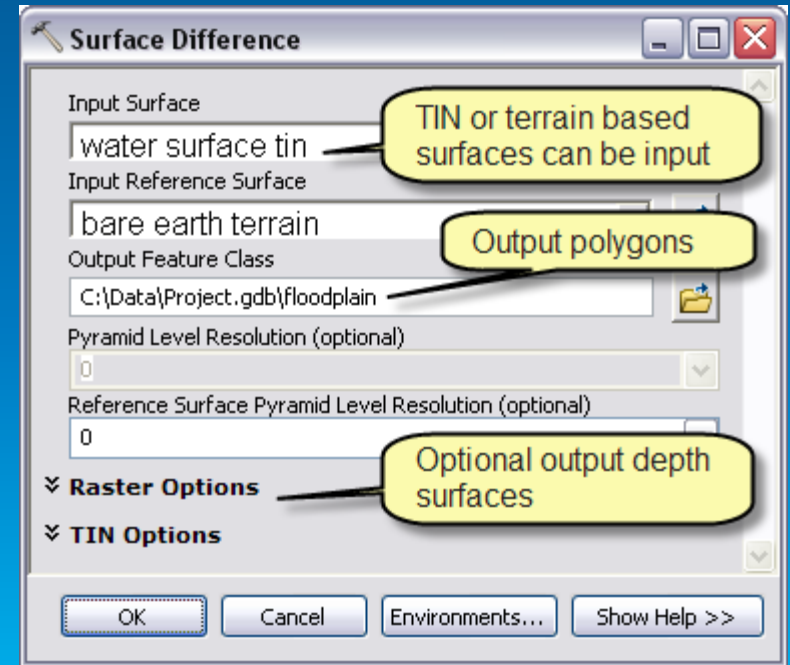 Surface Difference
Input Surface
water surface tin
TIN or terrain based
surfaces can be input
Input Reference Surface
bare earth terrain
Output polygons
Output Feature Class
C:\Data\Project.gdb\floodplain
Pyramid Level Resolution (optional)
0
Reference Surface Pyramid Level Resolution (optional)
0
Optional output depth
surfaces
Raster Options
TIN Options
OK
Cancel
Environments...
Show Help >>